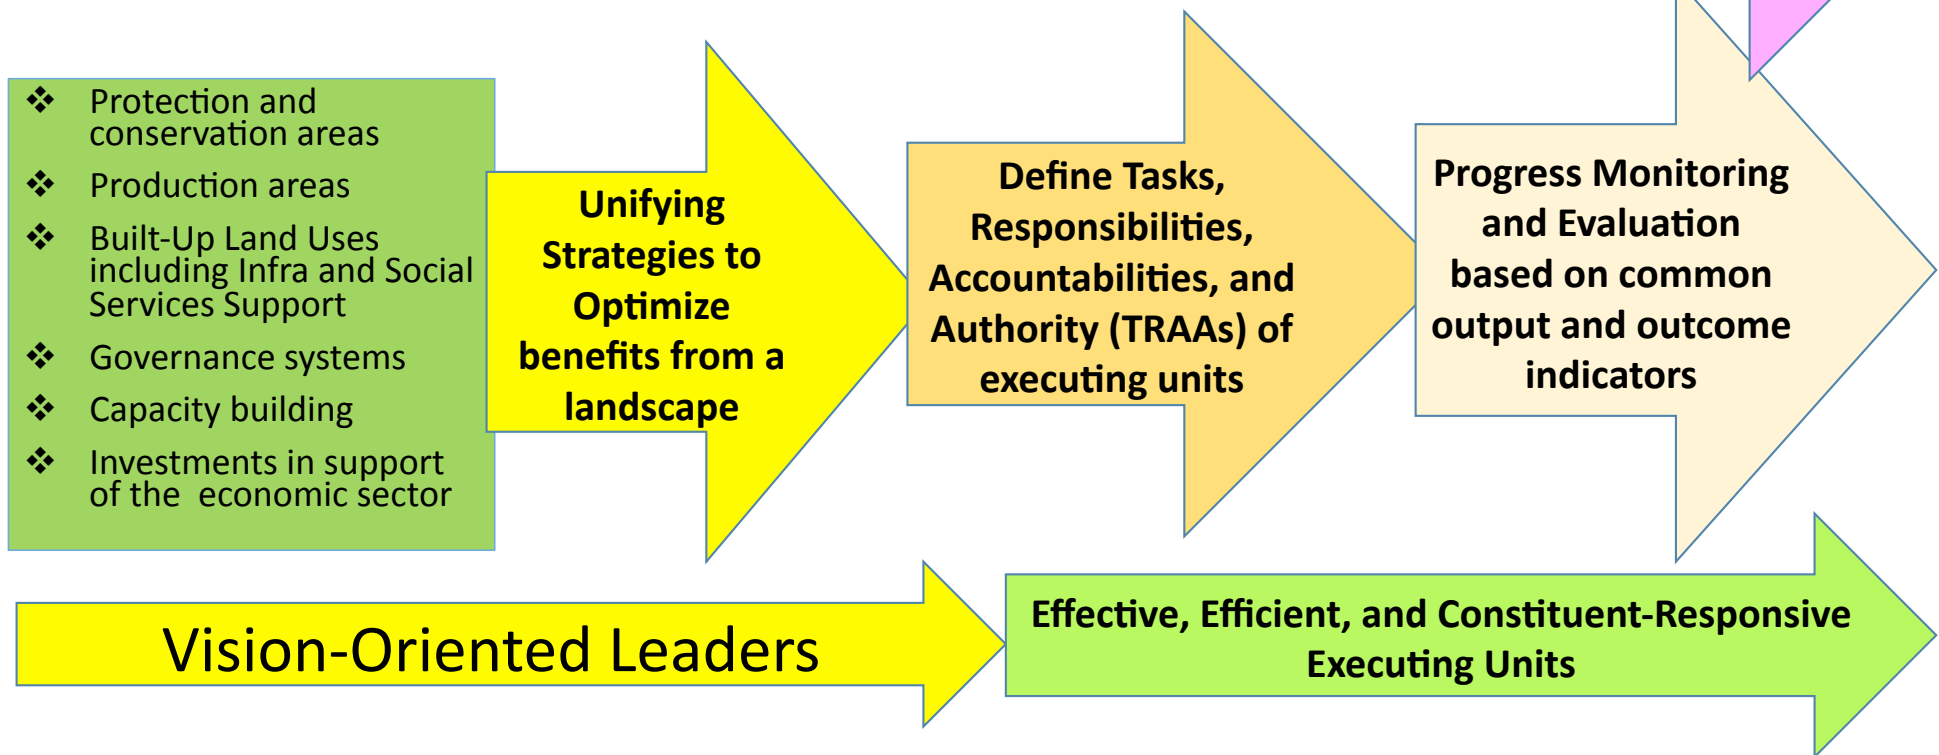 ❖ Protection and
conservation areas
❖ Production areas
❖ Built-Up Land Uses
including Infra and Social
Services Support
❖ Governance systems
❖ Capacity building
❖ Investments in support
of the economic sector
Unifying
Strategies to
Optimize
benefits from a
landscape
Define Tasks,
Responsibilities,
Accountabilities, and
Authority (TRAAs) of
executing units
Progress Monitoring
and Evaluation
based on common
output and outcome
indicators
Vision-Oriented Leaders
Effective, Efficient, and Constituent-Responsive
Executing Units